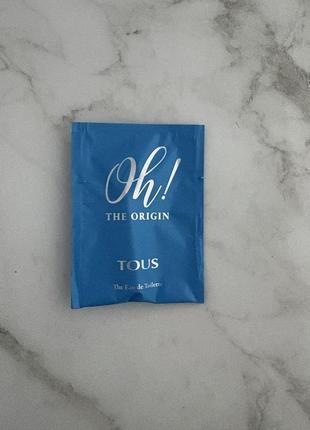 Oh!
THE ORIGIN
TOUS
The Eau de Toilette